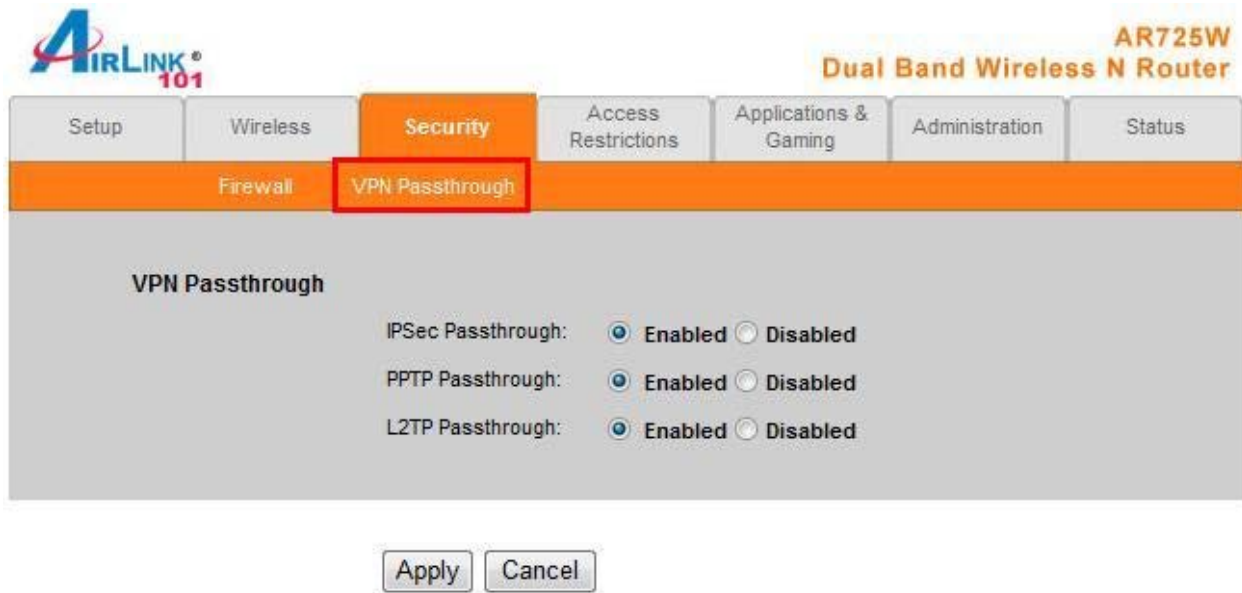 AIRLINK®
101
AR725W
Dual Band Wireless N Router
Setup
Wireless
Security
Access
Restrictions
Applications &
Gaming
Administration
Status
Firewall
VPN Passthrough
VPN Passthrough
IPSec Passthrough: Enabled Disabled
PPTP Passthrough: Enabled Disabled
L2TP Passthrough: Enabled Disabled
Apply Cancel